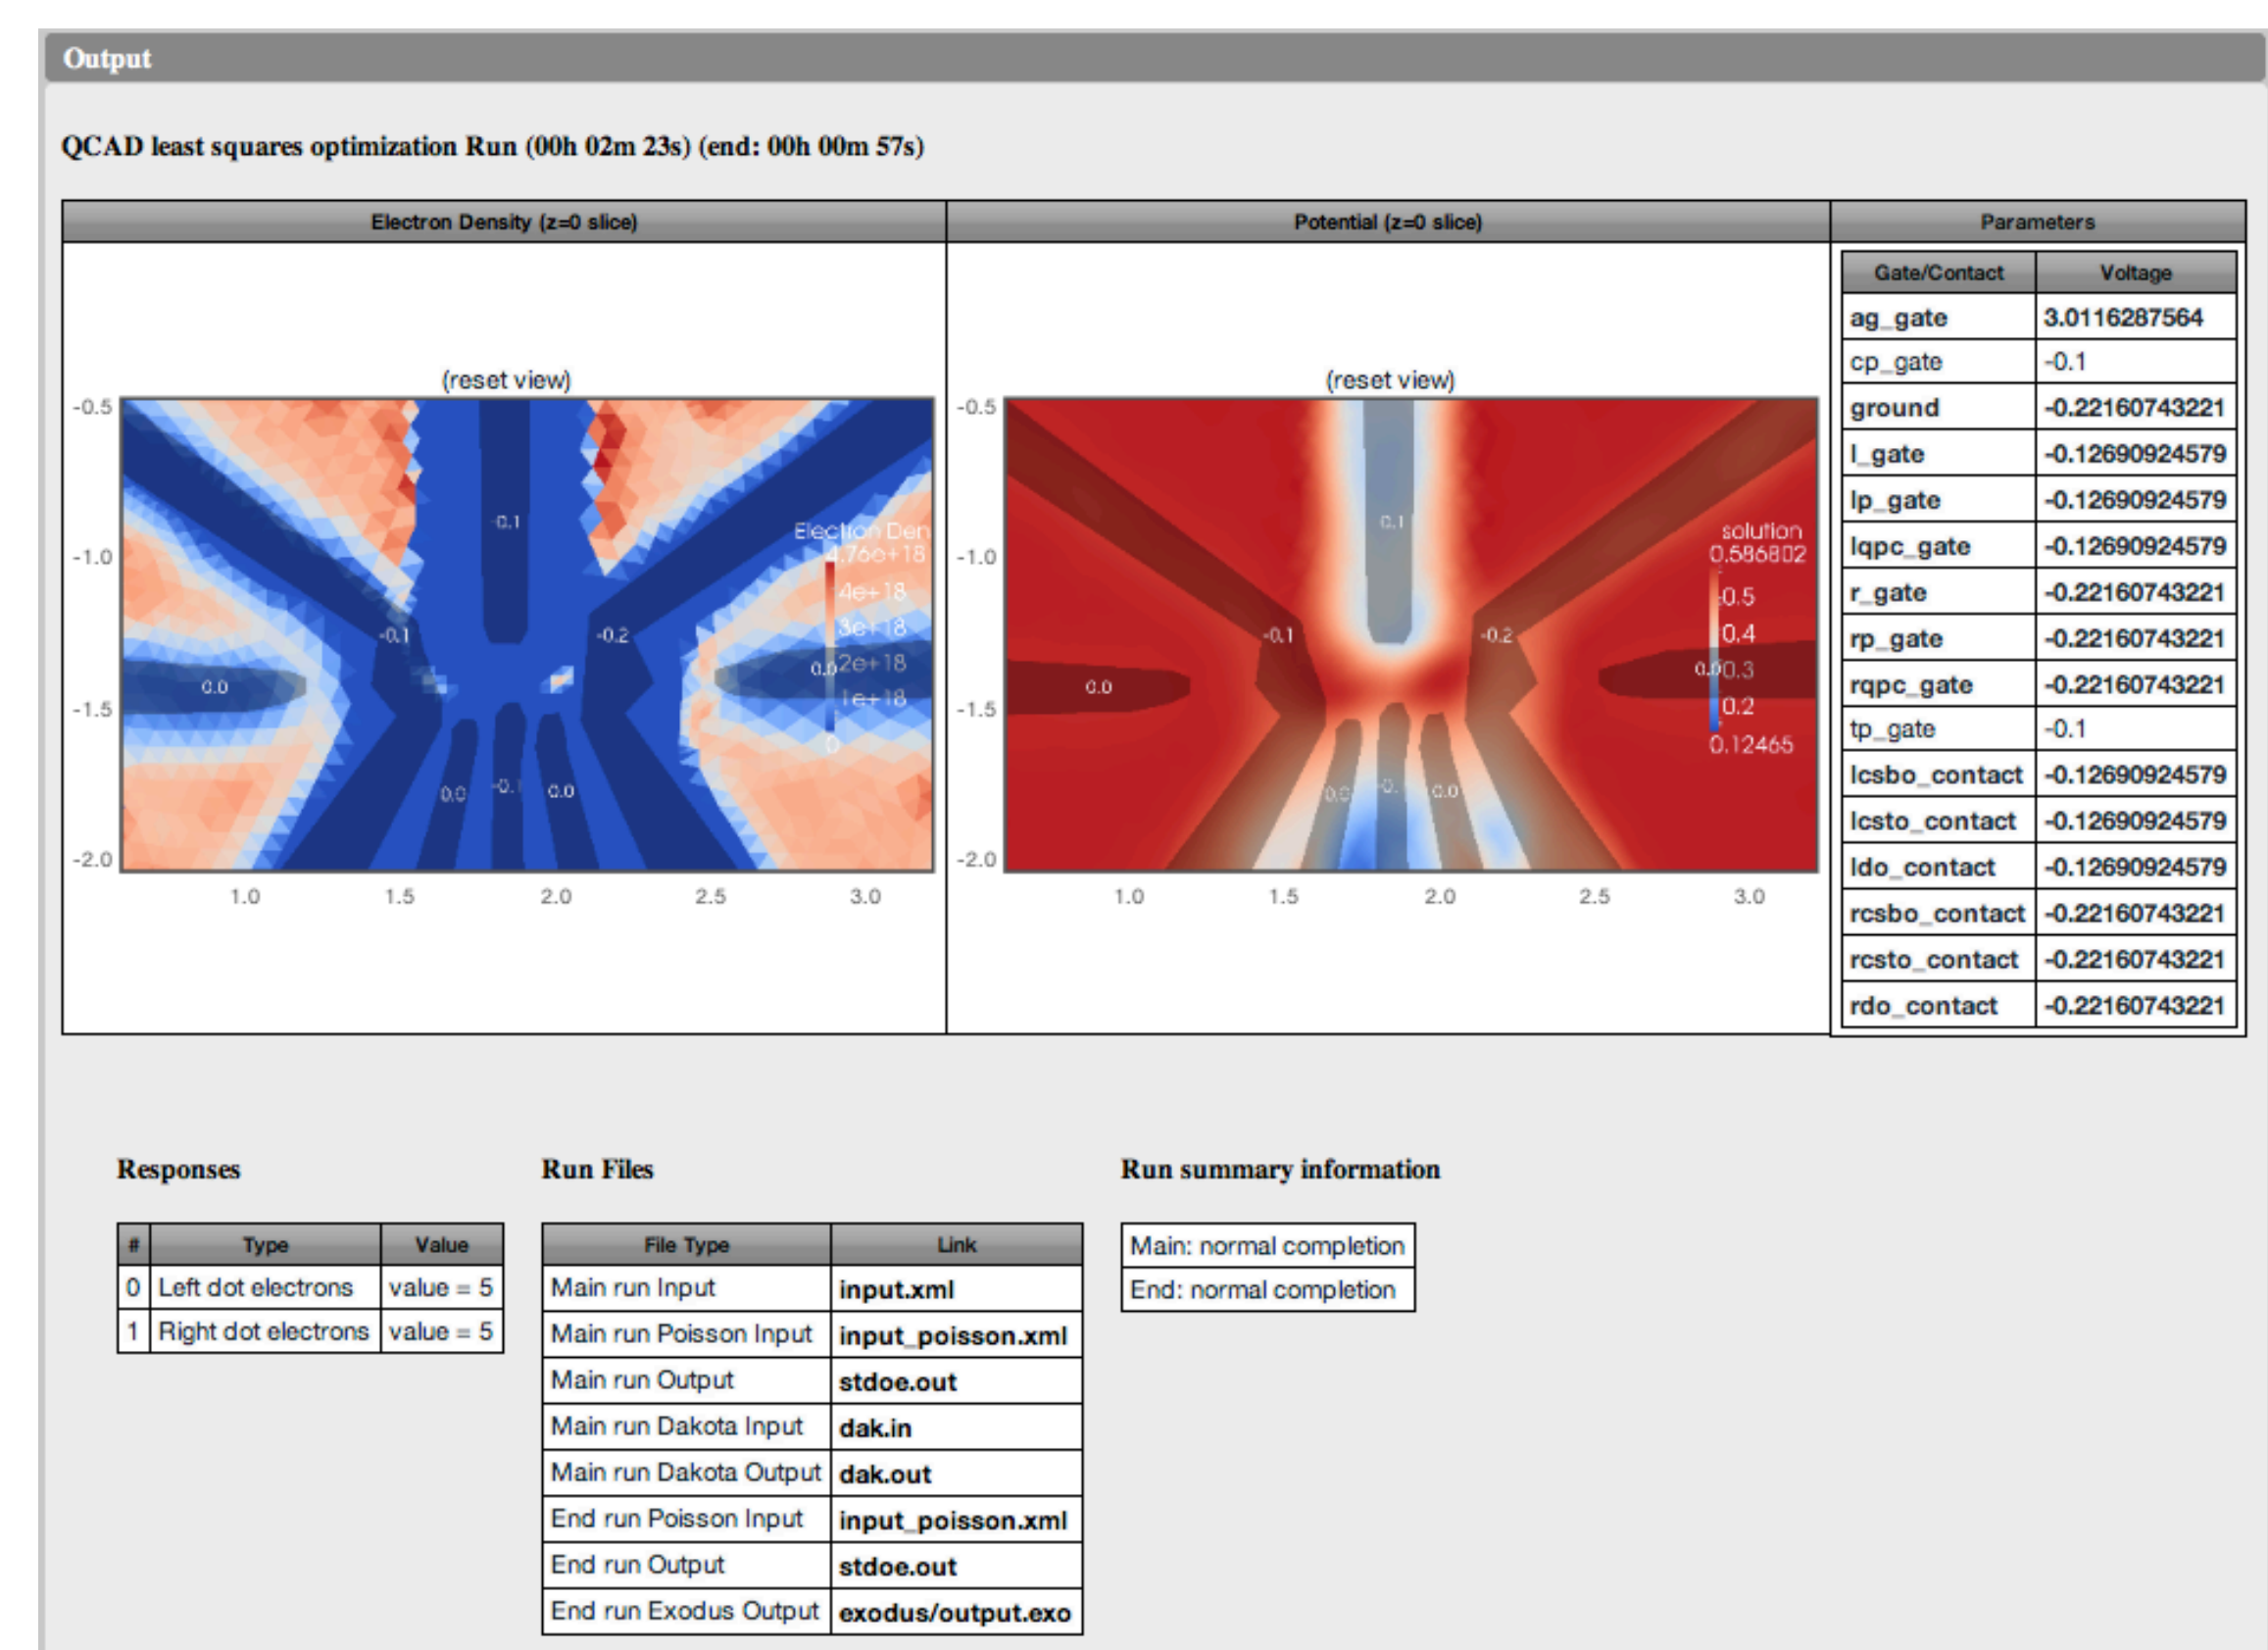 Output
QCAD least squares optimization Run (00h 02m 23s) (end: 00h 00m 57s)
Electron Density (z=0 slice)
(reset view)
-0.5
-1.0
-1.5
-2.0
1.0 1.5 2.0 2.5 3.0
-0.1
-0.1
-0.2
0.0
0.0
0.0
-0.1
0.0
Electron Den
4.76e+18
4e+18
3e+18
2e+18
1e+18
0
Potential (z=0 slice)
(reset view)
-0.5
-1.0
-1.5
-2.0
1.0 1.5 2.0 2.5 3.0
0.1
-0.1
-0.2
0.0
0.0
0.0
solution
0.586802
0.5
0.4
0.3
0.2
0.12465
Parameters
Gate/Contact Voltage
ag_gate 3.0116287564
cp_gate -0.1
ground -0.22160743221
l_gate -0.12690924579
lp_gate -0.12690924579
lqpc_gate -0.12690924579
r_gate -0.22160743221
rp_gate -0.22160743221
rqpc_gate -0.22160743221
tp_gate -0.1
lcsbo_contact -0.12690924579
lcsto_contact -0.12690924579
ldo_contact -0.12690924579
rcsbo_contact -0.22160743221
rcsto_contact -0.22160743221
rdo_contact -0.22160743221
Responses
# Type Value
0 Left dot electrons value = 5
1 Right dot electrons value = 5
Run Files
File Type Link
Main run Input input.xml
Main run Poisson Input input_poisson.xml
Main run Output stdoe.out
Main run Dakota Input dak.in
Main run Dakota Output dak.out
End run Poisson Input input_poisson.xml
End run Output stdoe.out
End run Exodus Output exodus/output.exo
Run summary information
Main: normal completion
End: normal completion